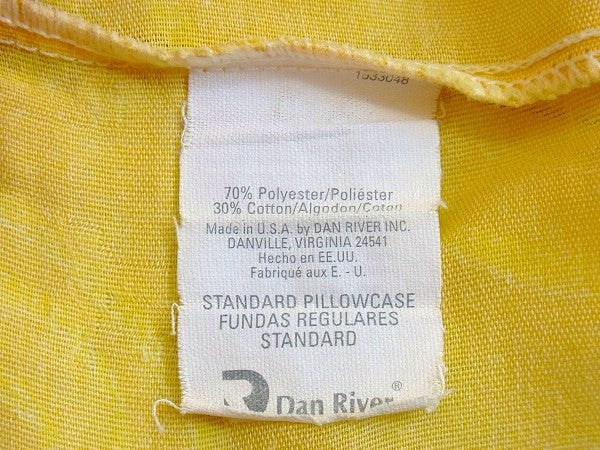 1533048
70% Polyester/Poliéster
30% Cotton/Algodon/Coton
Made in U.S.A. by DAN RIVER INC.
DANVILLE, VIRGINIA 24541
Hecho en EE.UU.
Fabriqué aux E. - U.
STANDARD PILLOWCASE
FUNDAS REGULARES
STANDARD
Dan River®